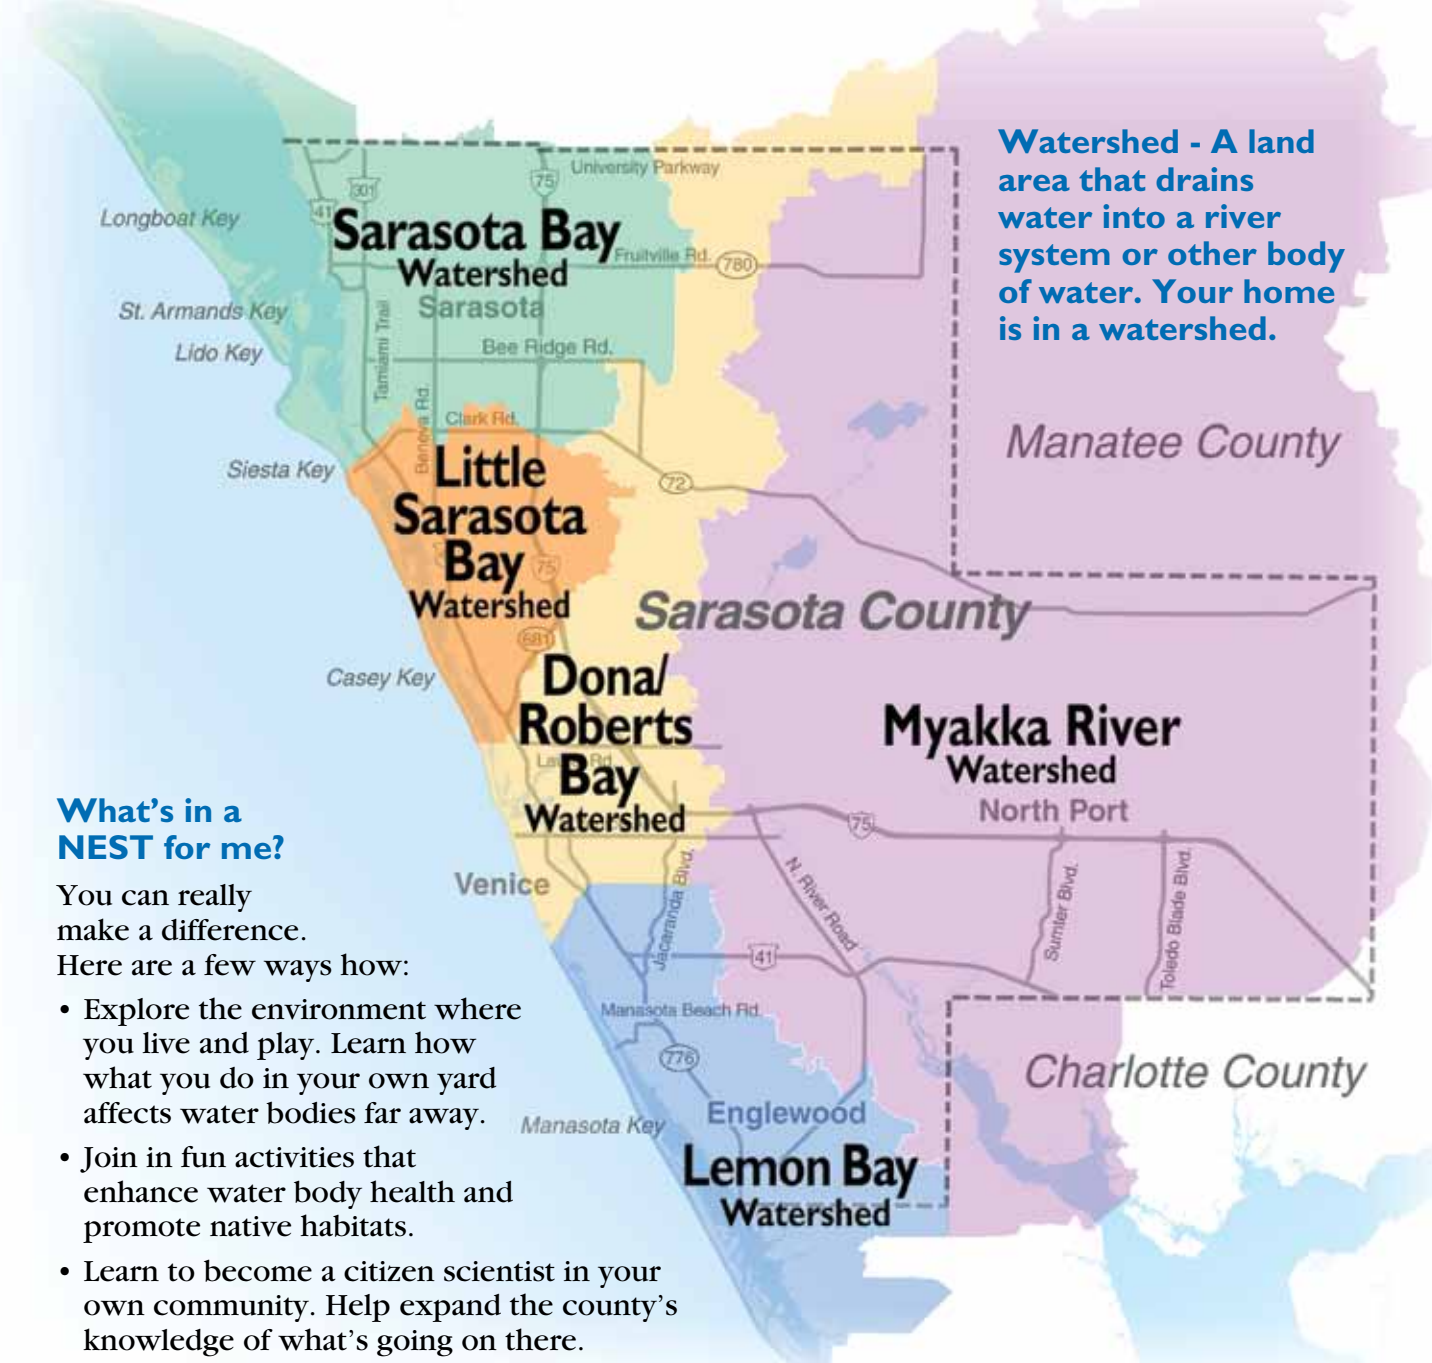 Watershed - A land
area that drains
water into a river
system or other body
of water. Your home
is in a watershed.
University Parkway
301
75
41
Longboat Key
Sarasota Bay
Watershed
Fruitville Rd.
780
Sarasota
St. Armands Key
Lido Key
Tamiami Trail
Bee Ridge Rd.
Beneva Rd.
Clark Rd.
Manatee County
Siesta Key
Little
Sarasota
Bay
Watershed
72
75
681
Sarasota County
Casey Key
Dona/
Roberts
Bay
Watershed
Myakka River
Watershed
North Port
75
Venice
Jacaranda Blvd.
N. River Road
Sumter Blvd.
Toledo Blade Blvd.
41
Manasota Beach Rd.
776
Charlotte County
Manasota Key
Englewood
Lemon Bay
Watershed
What's in a
NEST for me?
You can really
make a difference.
Here are a few ways how:
• Explore the environment where
you live and play. Learn how
what you do in your own yard
affects water bodies far away.
• Join in fun activities that
enhance water body health and
promote native habitats.
• Learn to become a citizen scientist in your
own community. Help expand the county's
knowledge of what's going on there.